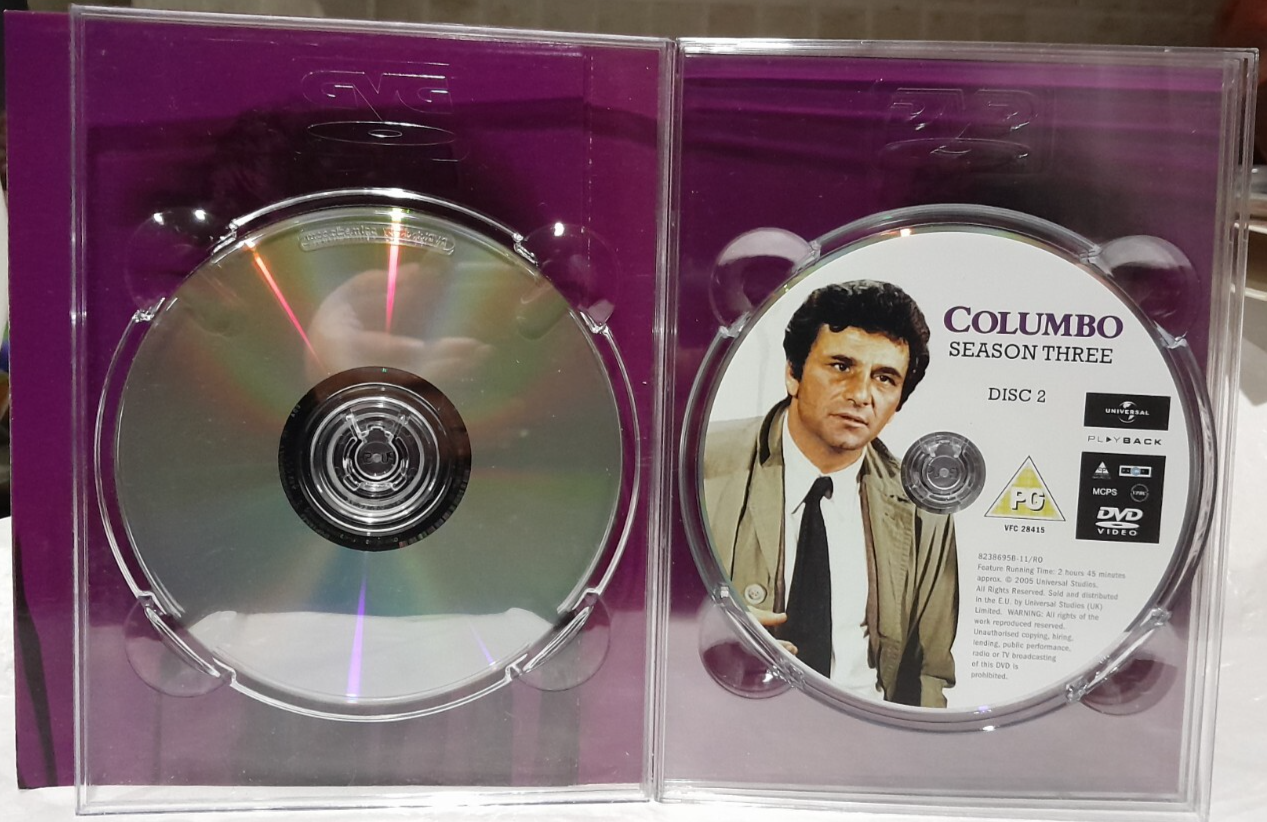 COLUMBO
SEASON THREE
DISC 2
UNIVERSAL
PLAYBACK
PG
VFC 28415
MCPS
DVD
VIDEO
8238695B-11/R0
Feature Running Time: 2 hours 45 minutes
approx. © 2005 Universal Studios.
All Rights Reserved. Sold and distributed
in the E.U. by Universal Studios (UK)
Limited. WARNING: All rights of the
work reproduced reserved.
Unauthorised copying, hiring,
lending, public performance,
radio or TV broadcasting
of this DVD is
prohibited.